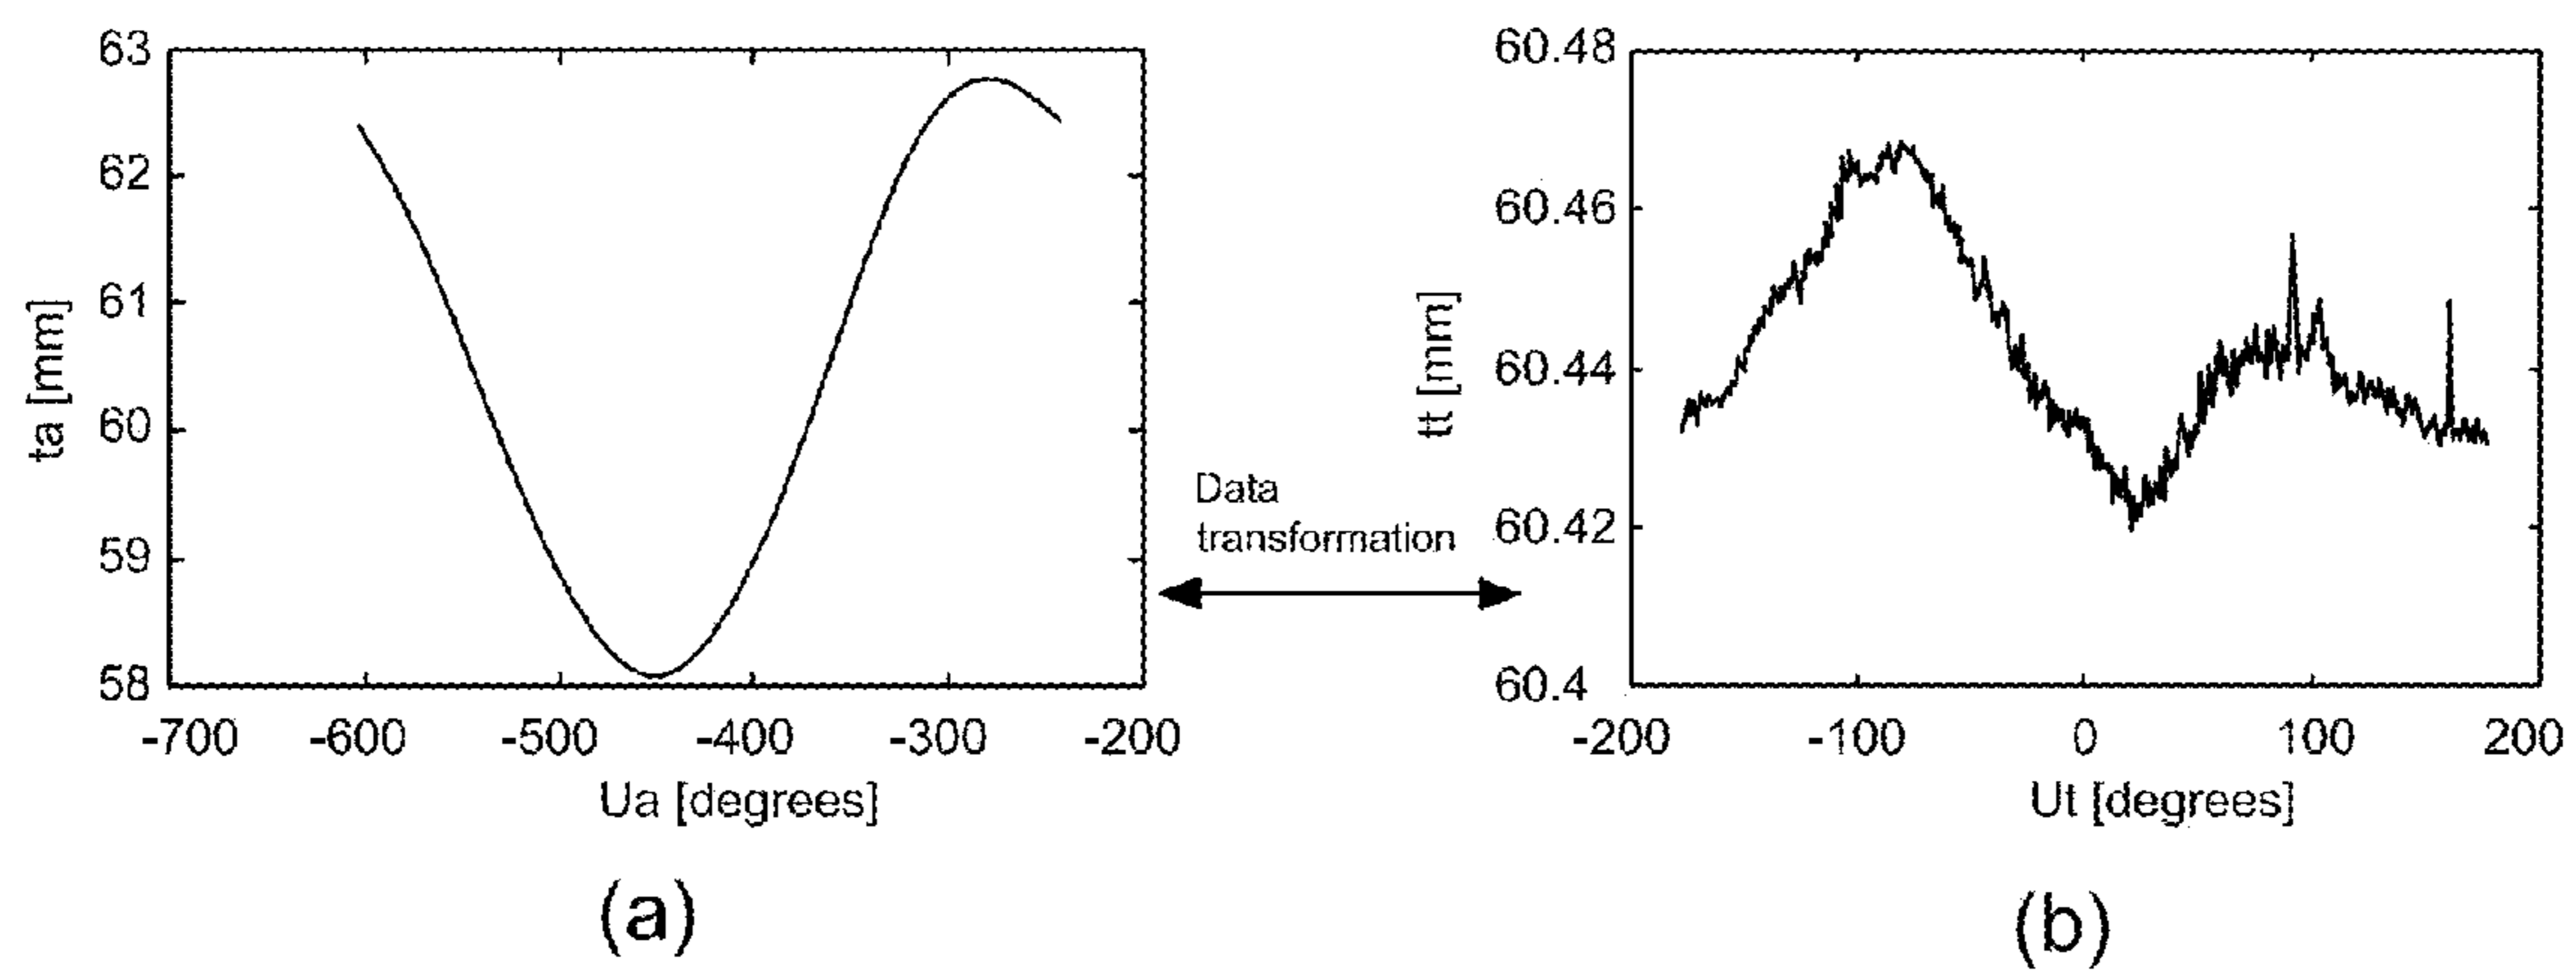 63
62
61
60
59
58
ta [mm]
-700 -600 -500 -400 -300 -200
Ua [degrees]
(a)
Data
transformation
60.48
60.46
60.44
60.42
60.4
tt [mm]
-200 -100 0 100 200
Ut [degrees]
(b)